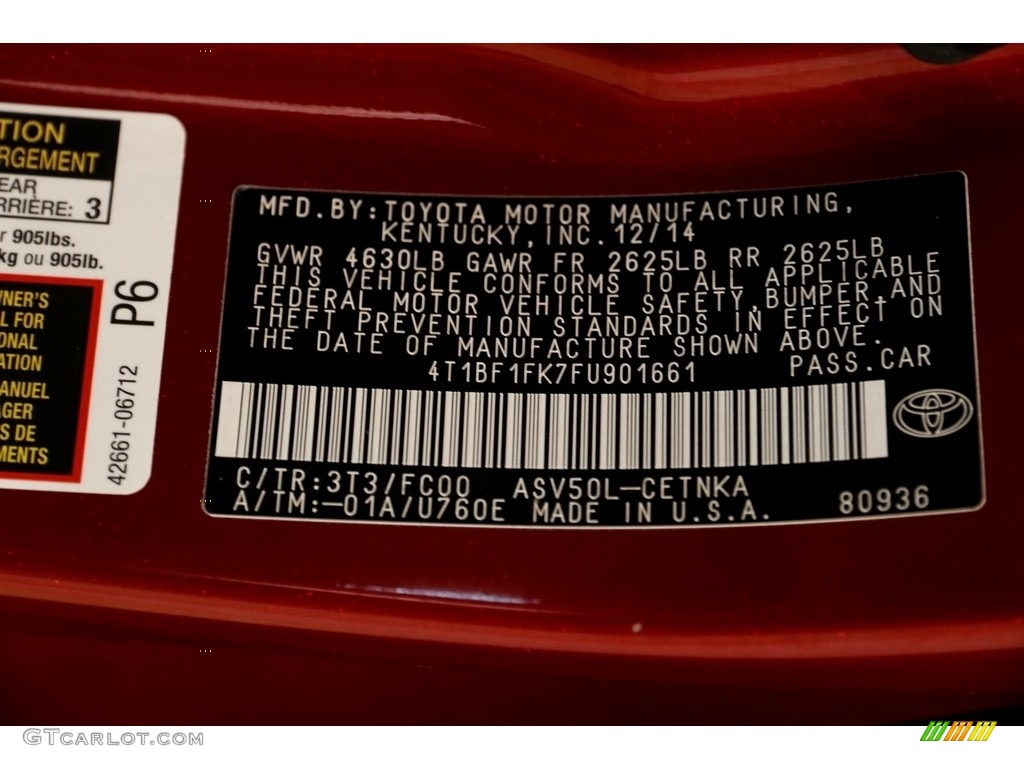 TION
RGEMENT
EAR
RRIÈRE: 3
r 905lbs.
kg ou 905lb.
WNER'S
L FOR
ONAL
ATION
ANUEL
AGER
S DE
MENTS
P6
42661-06712
MFD.BY:TOYOTA MOTOR MANUFACTURING,
KENTUCKY,INC.12/14
GVWR 4630LB GAWR FR 2625LB RR 2625LB
THIS VEHICLE CONFORMS TO ALL APPLICABLE
FEDERAL MOTOR VEHICLE SAFETY,BUMPER,AND
THEFT PREVENTION STANDARDS IN EFFECT ON
THE DATE OF MANUFACTURE SHOWN ABOVE.
4T1BF1FK7FU901661 PASS.CAR
C/TR:3T3/FC00 ASV50L-CETNKA
A/TM:-01A/U760E MADE IN U.S.A. 80936
GTCARLOT.COM